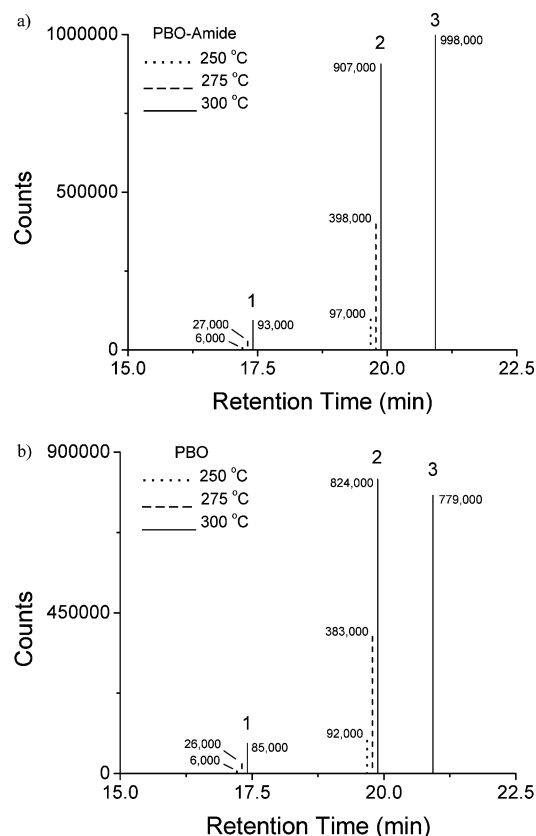 a)
PBO-Amide
250 °C
275 °C
300 °C
1000000
500000
0
Counts
1
2
3
998,000
907,000
398,000
97,000
27,000
6,000
93,000
15.0
17.5
20.0
22.5
Retention Time (min)
b)
PBO
250 °C
275 °C
300 °C
900000
450000
0
Counts
1
2
3
824,000
779,000
383,000
92,000
26,000
6,000
85,000
15.0
17.5
20.0
22.5
Retention Time (min)